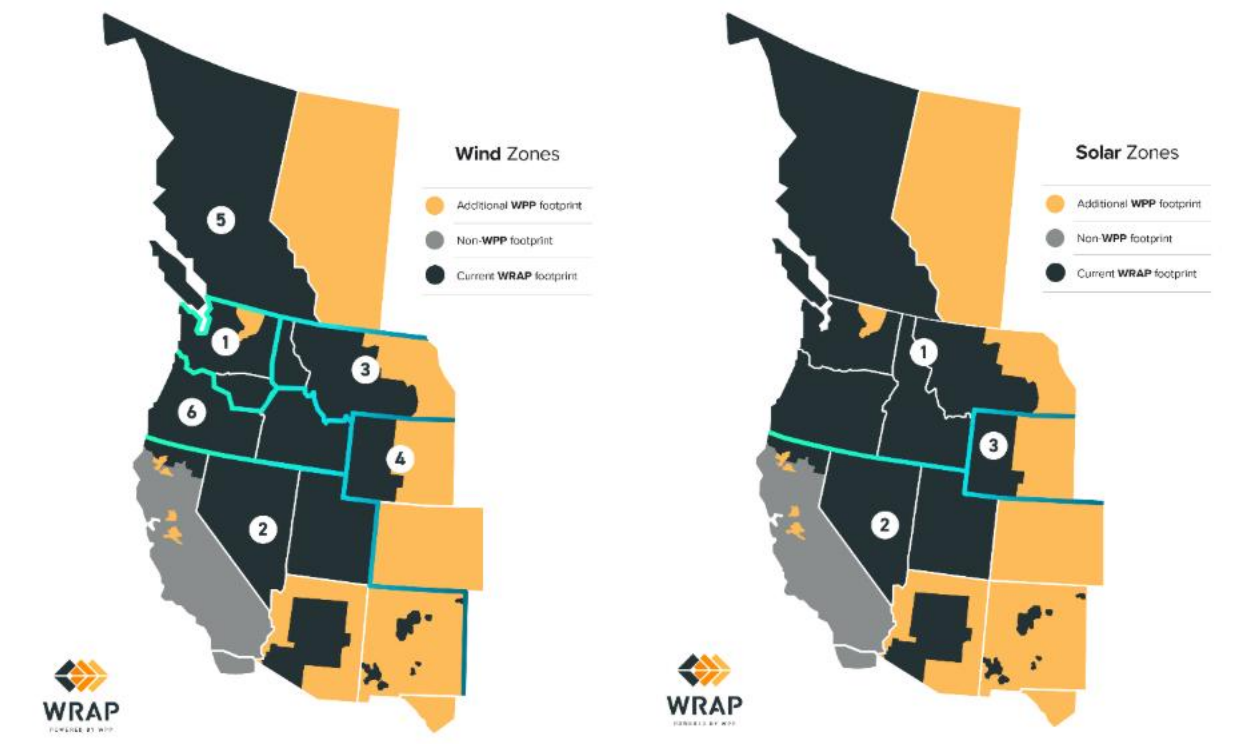 Wind Zones
Additional WPP footprint
Non-WPP footprint
Current WRAP footprint
5
1
3
6
4
2
WRAP
POWERED BY WPP
Solar Zones
Additional WPP footprint
Non-WPP footprint
Current WRAP footprint
1
3
2
WRAP
POWERED BY WPP